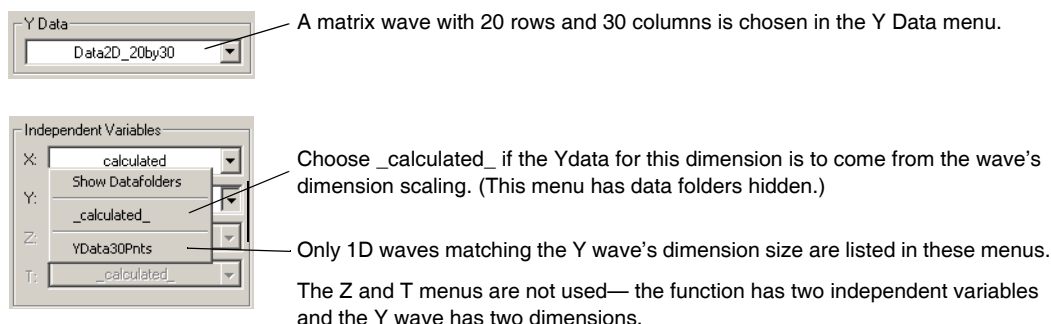 Y Data
Data2D_20by30
A matrix wave with 20 rows and 30 columns is chosen in the Y Data menu.
Independent Variables
X:
calculated
Show Datafolders
Y:
_calculated_
Z:
YData30Pnts
T:
_calculated_
Choose _calculated_ if the Ydata for this dimension is to come from the wave's
dimension scaling. (This menu has data folders hidden.)
Only 1D waves matching the Y wave's dimension size are listed in these menus.
The Z and T menus are not used— the function has two independent variables
and the Y wave has two dimensions.